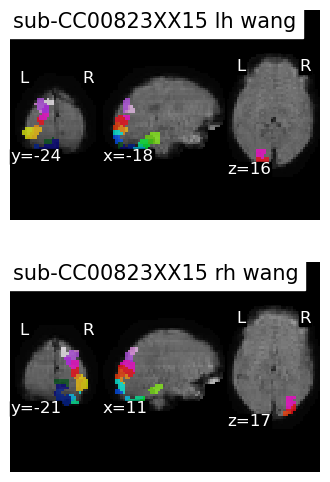 sub-CC00823XX15 lh wang
L R L R
y=-24 x=-18 z=16
sub-CC00823XX15 rh wang
L R L R
y=-21 x=11 z=17